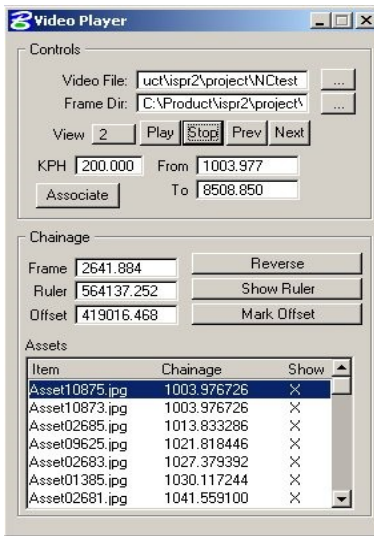 Video Player
Controls
Video File: uct\ispr2\project\NCtest ...
Frame Dir: C:\Product\ispr2\project\ ...
View 2 Play Stop Prev Next
KPH 200.000 From 1003.977
Associate To 8508.850
Chainage
Frame 2641.884 Reverse
Ruler 564137.252 Show Ruler
Offset 419016.468 Mark Offset
Assets
Item Chainage Show
Asset10875.jpg 1003.976726 X
Asset10873.jpg 1003.976726 X
Asset02685.jpg 1013.833286 X
Asset09625.jpg 1021.818446 X
Asset02683.jpg 1027.379392 X
Asset01385.jpg 1030.117244 X
Asset02681.jpg 1041.559100 X